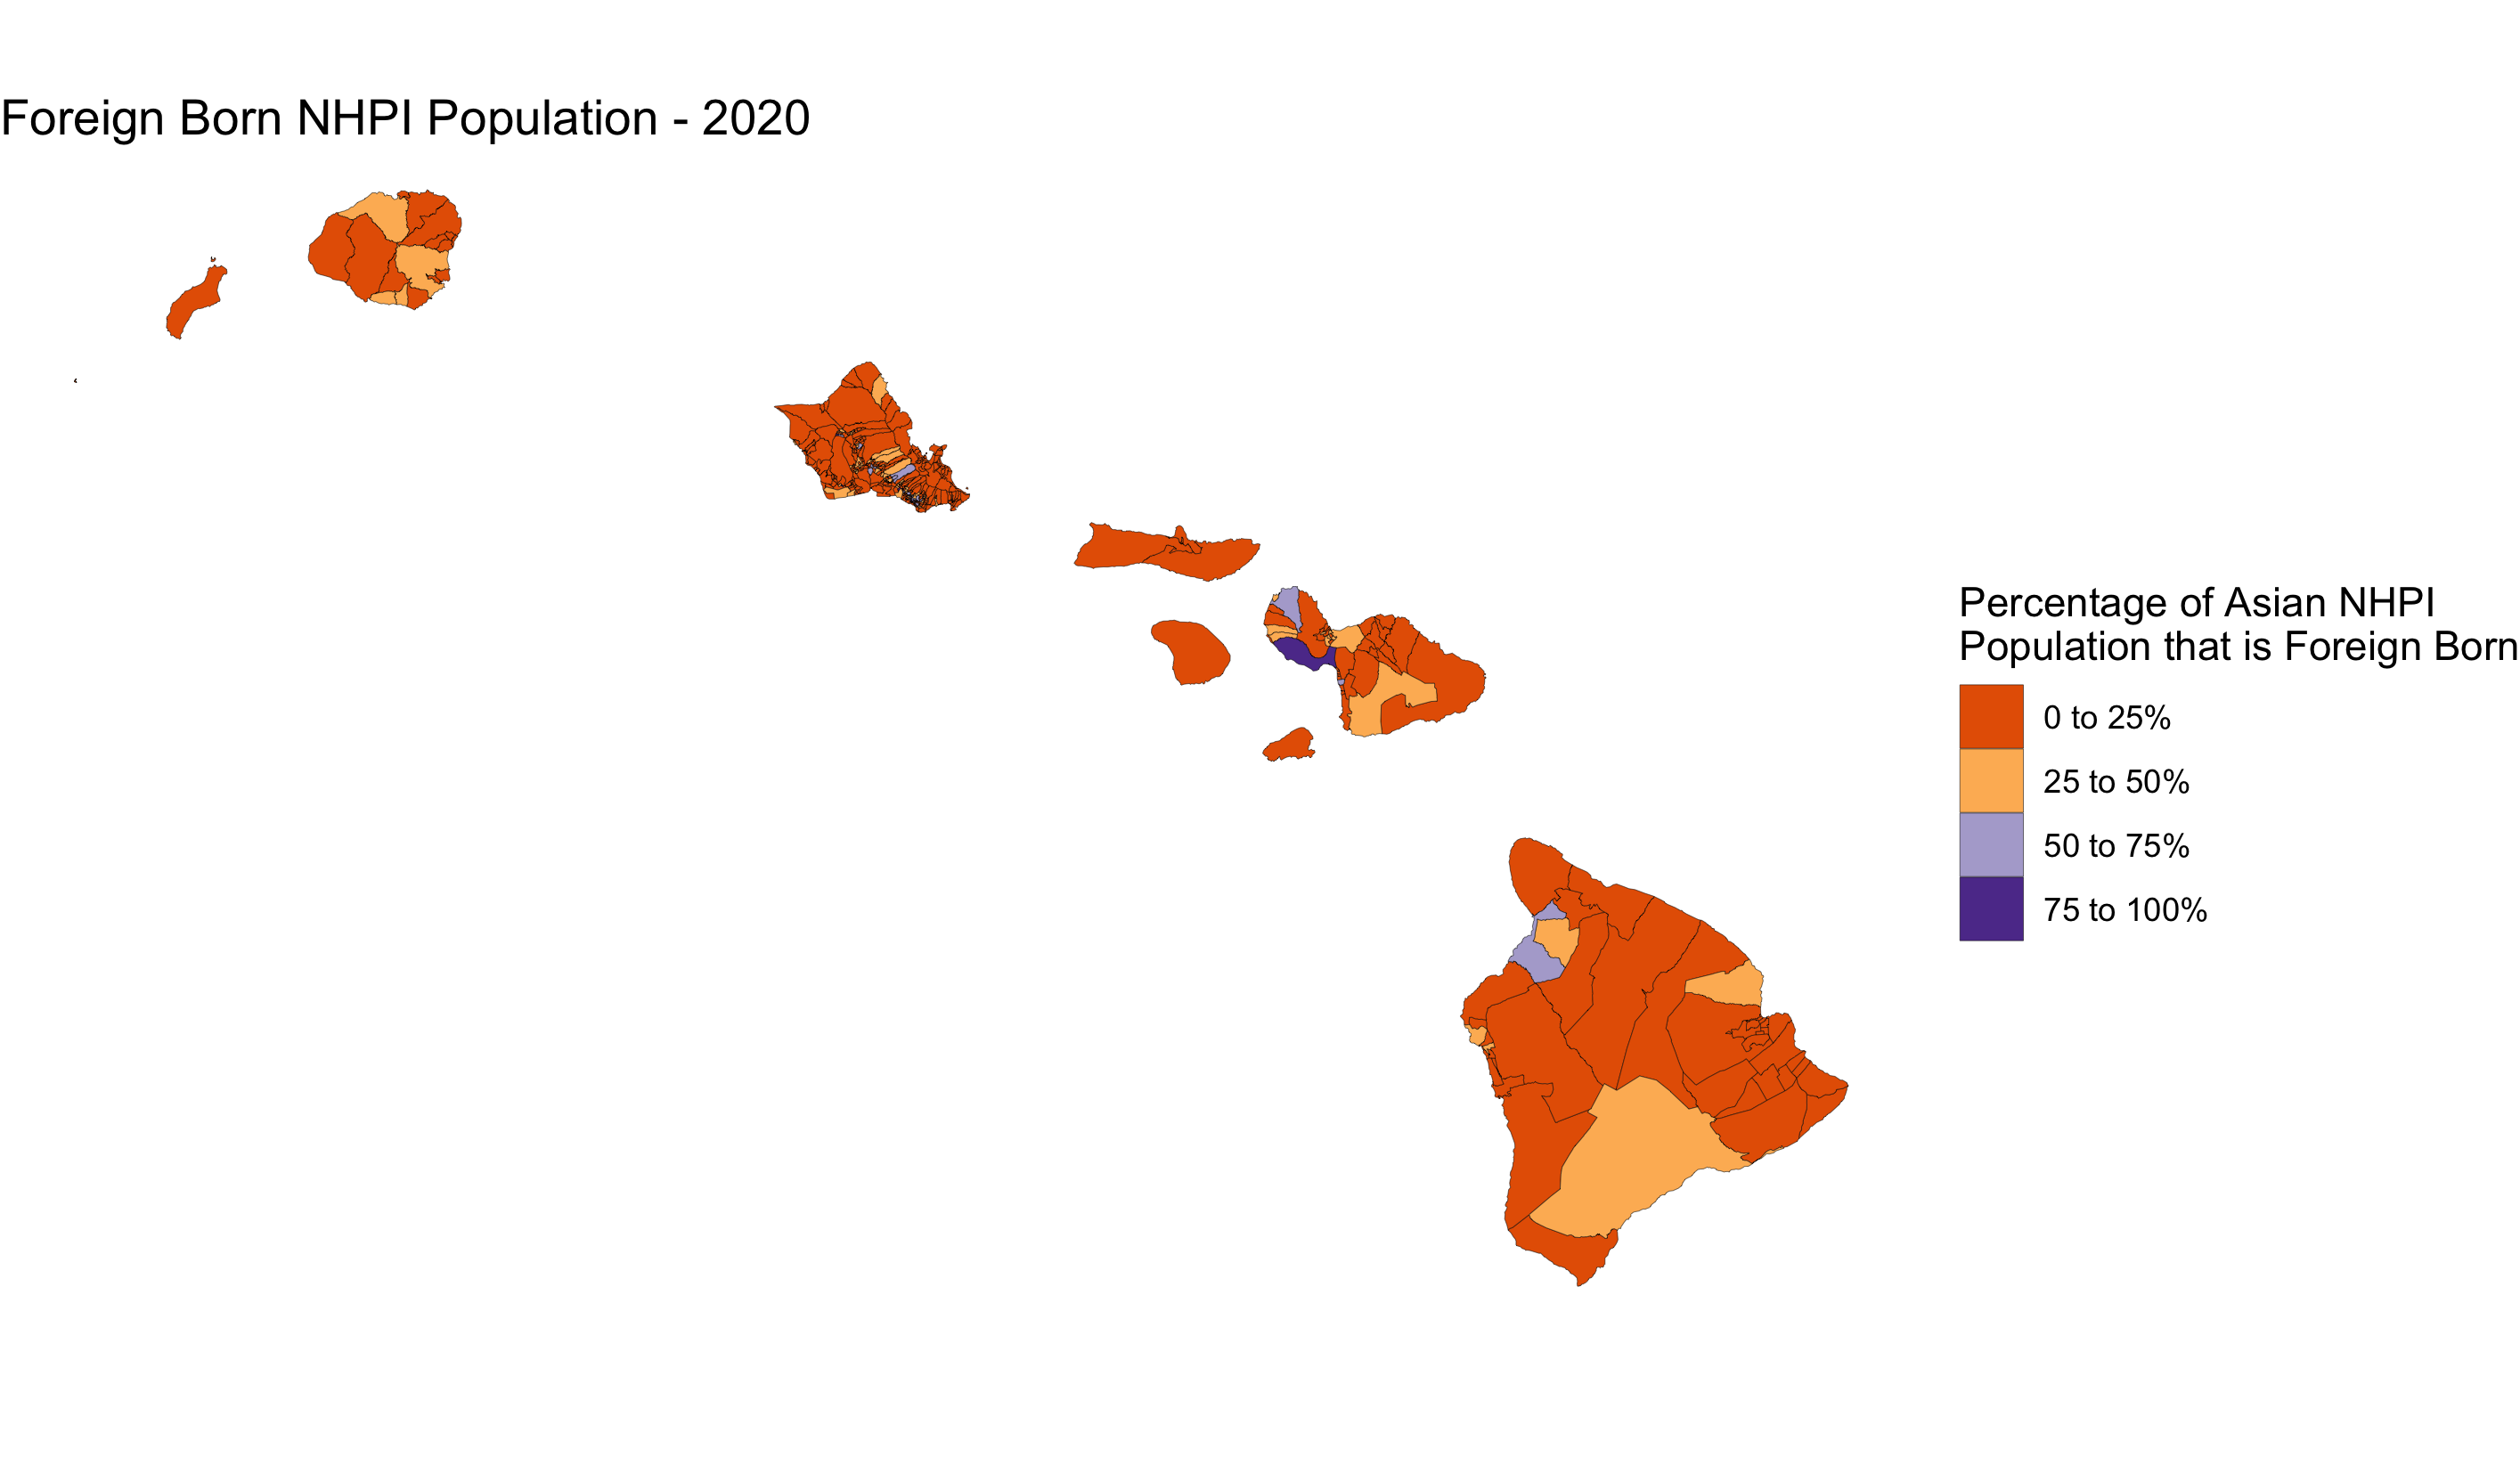 Foreign Born NHPI Population - 2020
Percentage of Asian NHPI
Population that is Foreign Born
0 to 25%
25 to 50%
50 to 75%
75 to 100%